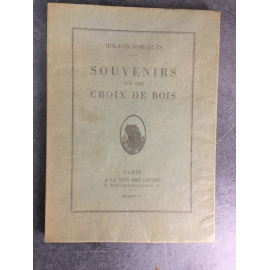 ROLAND DORGELÈS
SOUVENIRS
SUR LES
CROIX DE BOIS
PARIS
A LA CITÉ DES LIVRES